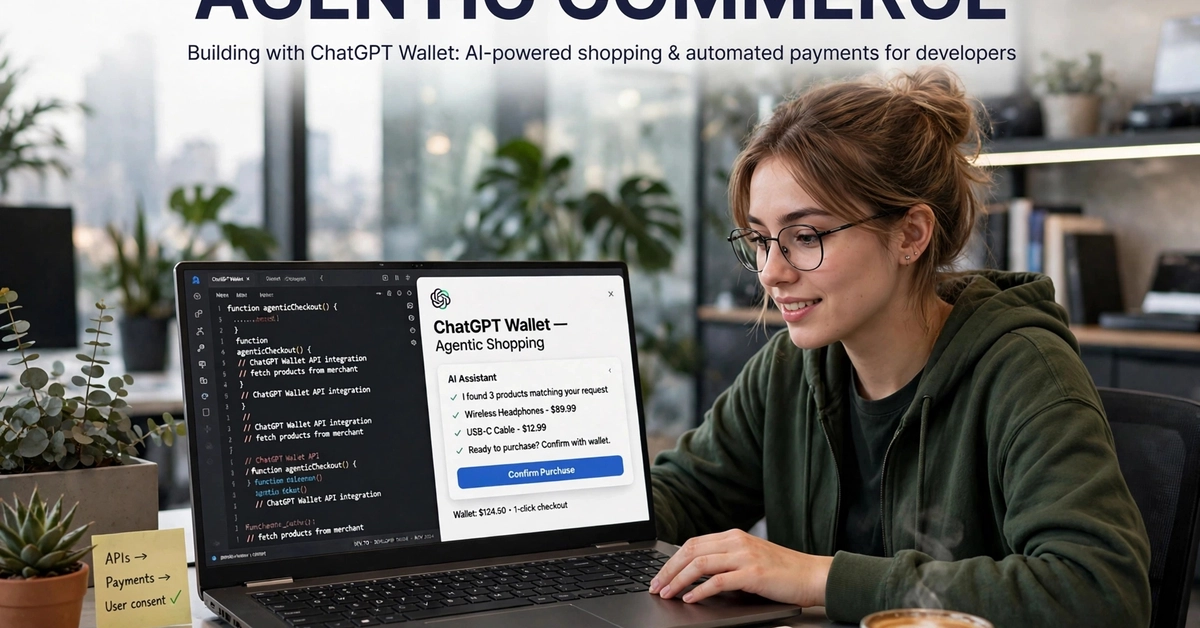 AGENTIC COMMERCE
Building with ChatGPT Wallet: AI-powered shopping & automated payments for developers
ChatGPT Wallet
function agenticCheckout() {
}
function
agenticCheckout() {
// ChatGPT Wallet API integration
// fetch products from merchant
}
// ChatGPT Wallet API integration
}
//
// ChatGPT Wallet API integration
// fetch products from merchant
// ChatGPT Wallet API
function agenticCheckout() {
// ChatGPT Wallet API integration
// fetch products from merchant
ChatGPT Wallet —
Agentic Shopping
AI Assistant
✓ I found 3 products matching your request
✓ Wireless Headphones - $89.99
✓ USB-C Cable - $12.99
✓ Ready to purchase? Confirm with wallet.
Confirm Purchase
Wallet: $124.50 • 1-click checkout
APIs →
Payments →
User consent ✓